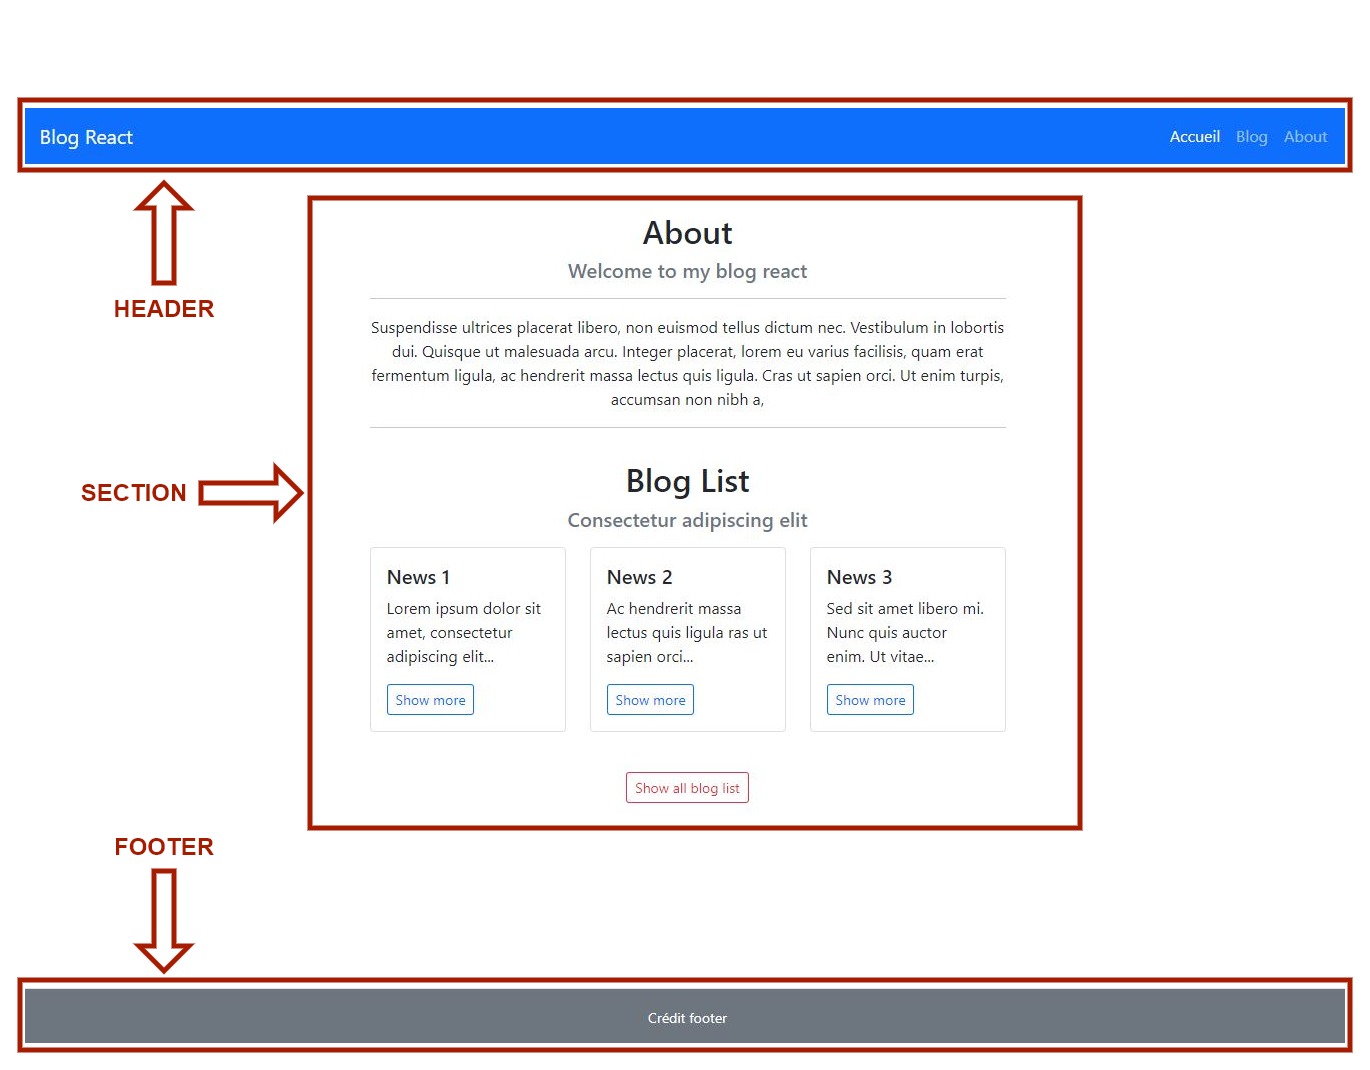 Blog React
Accueil Blog About
HEADER
About
Welcome to my blog react
Suspendisse ultrices placerat libero, non euismod tellus dictum nec. Vestibulum in lobortis
dui. Quisque ut malesuada arcu. Integer placerat, lorem eu varius facilisis, quam erat
fermentum ligula, ac hendrerit massa lectus quis ligula. Cras ut sapien orci. Ut enim turpis,
accumsan non nibh a,
SECTION
Blog List
Consectetur adipiscing elit
News 1
Lorem ipsum dolor sit
amet, consectetur
adipiscing elit...
Show more
News 2
Ac hendrerit massa
lectus quis ligula ras ut
sapien orci...
Show more
News 3
Sed sit amet libero mi.
Nunc quis auctor
enim. Ut vitae...
Show more
Show all blog list
FOOTER
Crédit footer